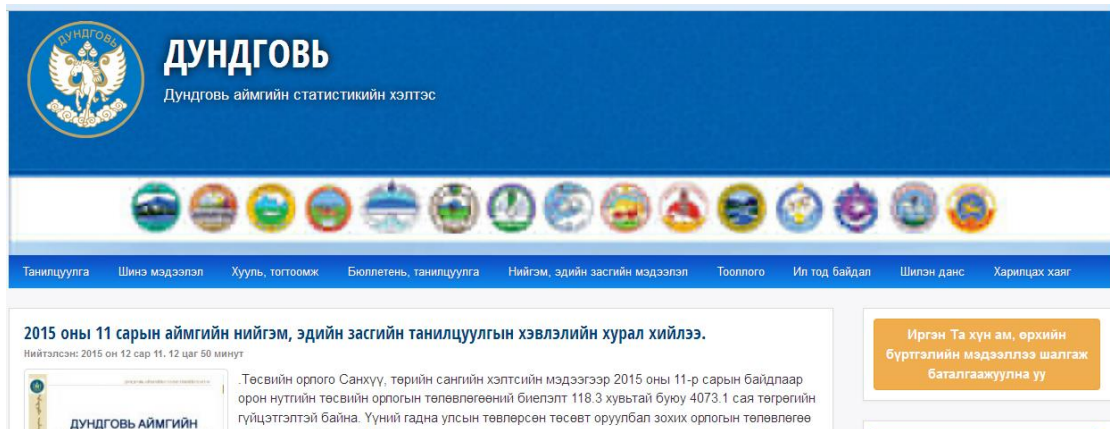 ДУНДГОВЬ
ДУНДГОВЬ
Дундговь аймгийн статистикийн хэлтэс
Танилцуулга Шинэ мэдээлэл Хууль, тогтоомж Бюллетень, танилцуулга Нийгэм, эдийн засгийн мэдээлэл Тооллого Ил тод байдал Шилэн данс Харилцах хаяг
2015 оны 11 сарын аймгийн нийгэм, эдийн засгийн танилцуулгын хэвлэлийн хурал хийлээ.
Нийтэлсэн: 2015 он 12 сар 11. 12 цаг 50 минут
.Төсвийн орлого Санхүү, төрийн сангийн хэлтсийн мэдээгээр 2015 оны 11-р сарын байдлаар
орон нутгийн төсвийн орлогын төлөвлөгөөний биелэлт 118.3 хувьтай буюу 4073.1 сая төгрөгийн
гүйцэтгэлтэй байна. Үүний гадна улсын төвлөрсөн төсөвт оруулбал зохих орлогын төлөвлөгөө
ДУНДГОВЬ АЙМГИЙН
Иргэн Та хүн ам, өрхийн
бүртгэлийн мэдээллээ шалгаж
баталгаажуулна уу